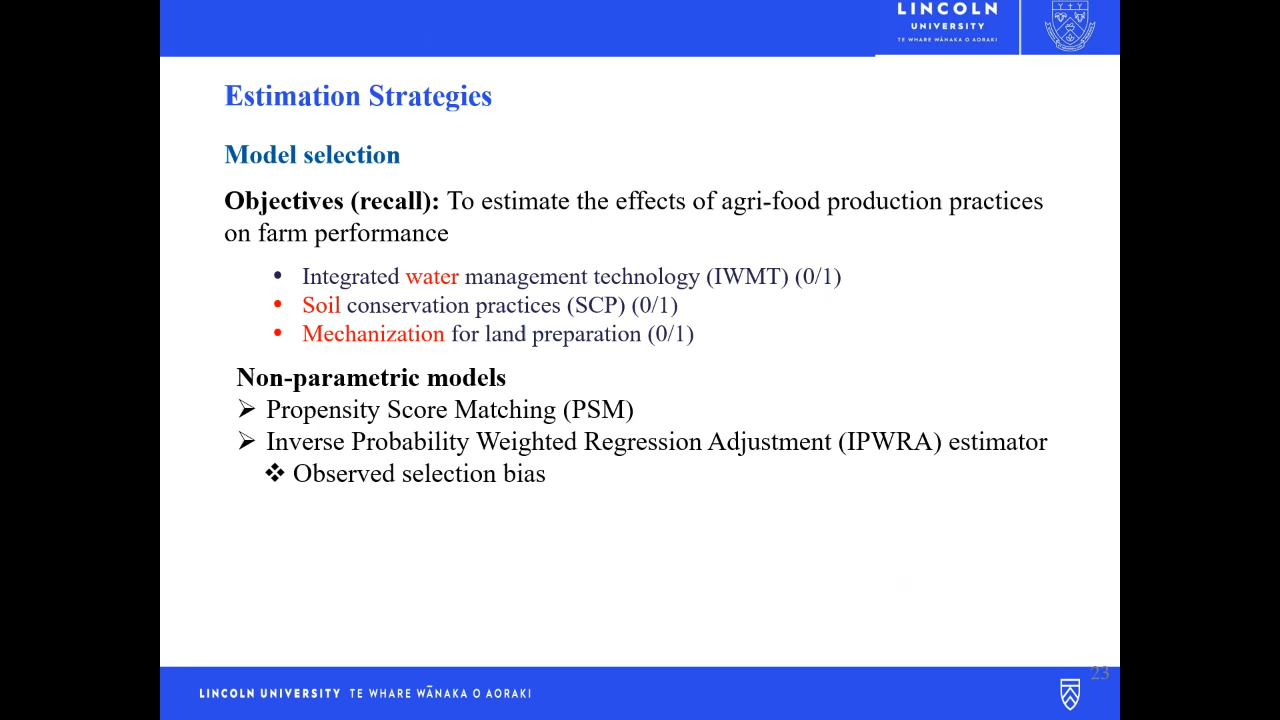 LINCOLN
UNIVERSITY
TE WHARE WĀNAKA O AORAKI
Estimation Strategies
Model selection
Objectives (recall): To estimate the effects of agri-food production practices
on farm performance
• Integrated water management technology (IWMT) (0/1)
• Soil conservation practices (SCP) (0/1)
• Mechanization for land preparation (0/1)
Non-parametric models
➢ Propensity Score Matching (PSM)
➢ Inverse Probability Weighted Regression Adjustment (IPWRA) estimator
❖ Observed selection bias
23
LINCOLN UNIVERSITY TE WHARE WĀNAKA O AORAKI